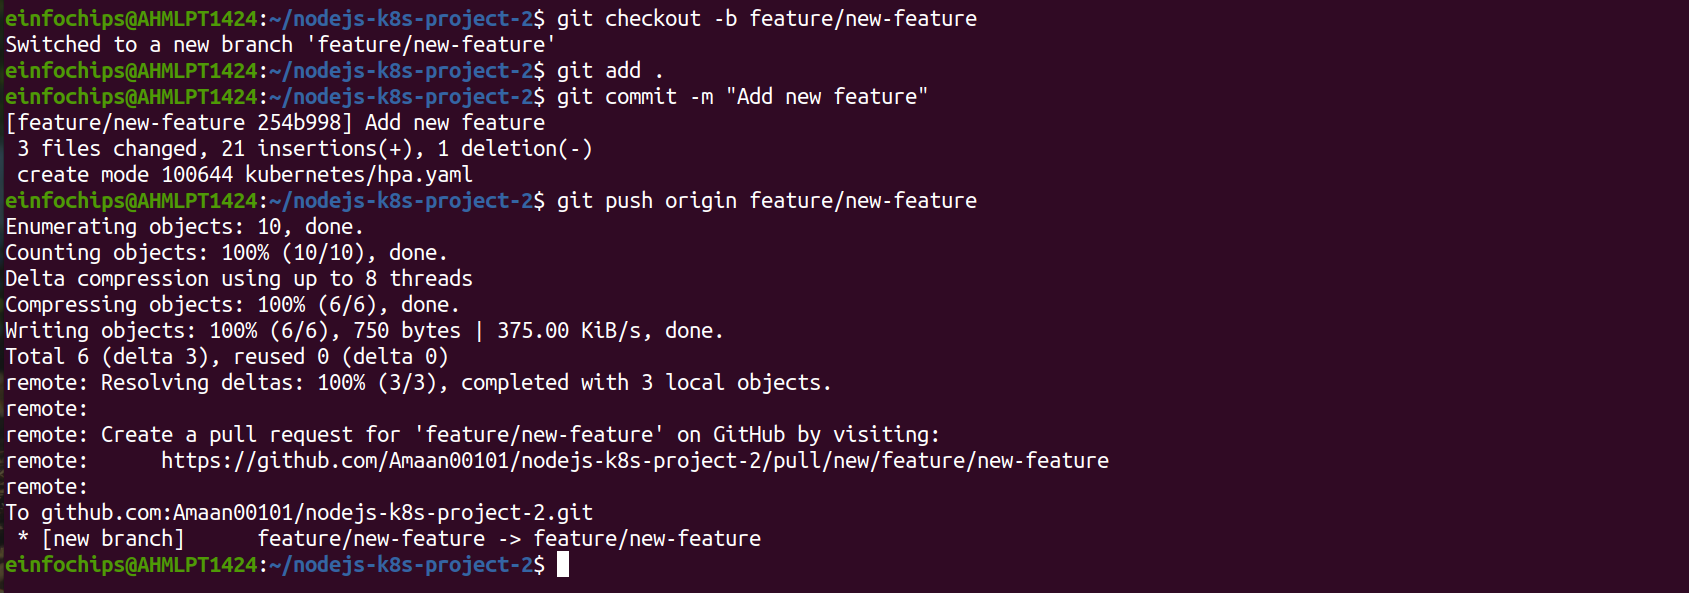 einfochips@AHMLPT1424:~/nodejs-k8s-project-2$ git checkout -b feature/new-feature
Switched to a new branch 'feature/new-feature'
einfochips@AHMLPT1424:~/nodejs-k8s-project-2$ git add .
einfochips@AHMLPT1424:~/nodejs-k8s-project-2$ git commit -m "Add new feature"
[feature/new-feature 254b998] Add new feature
 3 files changed, 21 insertions(+), 1 deletion(-)
 create mode 100644 kubernetes/hpa.yaml
einfochips@AHMLPT1424:~/nodejs-k8s-project-2$ git push origin feature/new-feature
Enumerating objects: 10, done.
Counting objects: 100% (10/10), done.
Delta compression using up to 8 threads
Compressing objects: 100% (6/6), done.
Writing objects: 100% (6/6), 750 bytes | 375.00 KiB/s, done.
Total 6 (delta 3), reused 0 (delta 0)
remote: Resolving deltas: 100% (3/3), completed with 3 local objects.
remote:
remote: Create a pull request for 'feature/new-feature' on GitHub by visiting:
remote:      https://github.com/Amaan00101/nodejs-k8s-project-2/pull/new/feature/new-feature
remote:
To github.com:Amaan00101/nodejs-k8s-project-2.git
 * [new branch]      feature/new-feature -> feature/new-feature
einfochips@AHMLPT1424:~/nodejs-k8s-project-2$